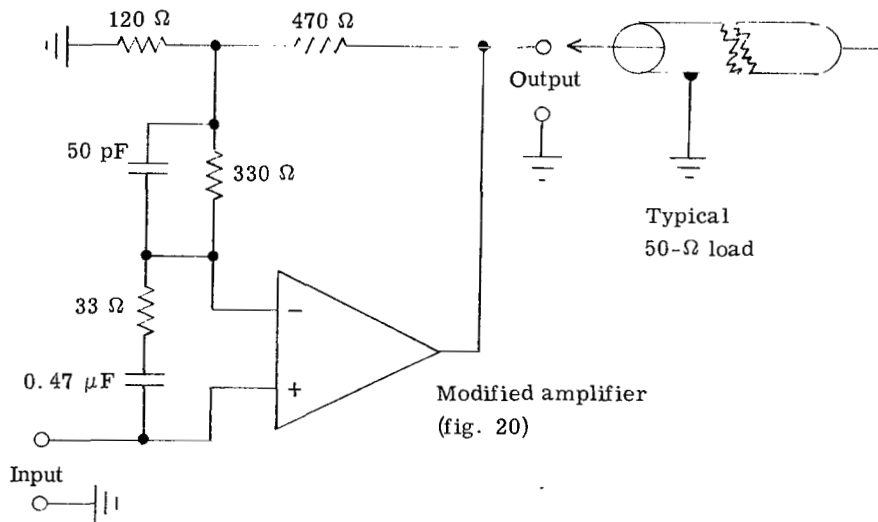 120 Ω
470 Ω
Output
50 pF
330 Ω
Typical
50-Ω load
33 Ω
−
0.47 μF
+
Modified amplifier
(fig. 20)
Input